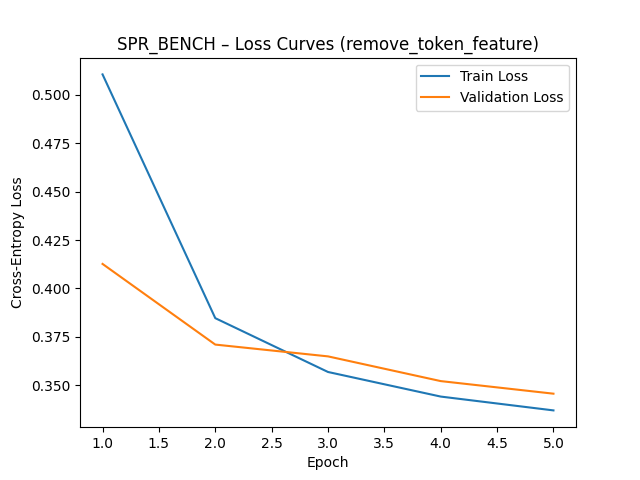 SPR_BENCH – Loss Curves (remove_token_feature)
Train Loss
Validation Loss
0.500
0.475
0.450
0.425
0.400
0.375
0.350
Cross-Entropy Loss
1.0 1.5 2.0 2.5 3.0 3.5 4.0 4.5 5.0
Epoch